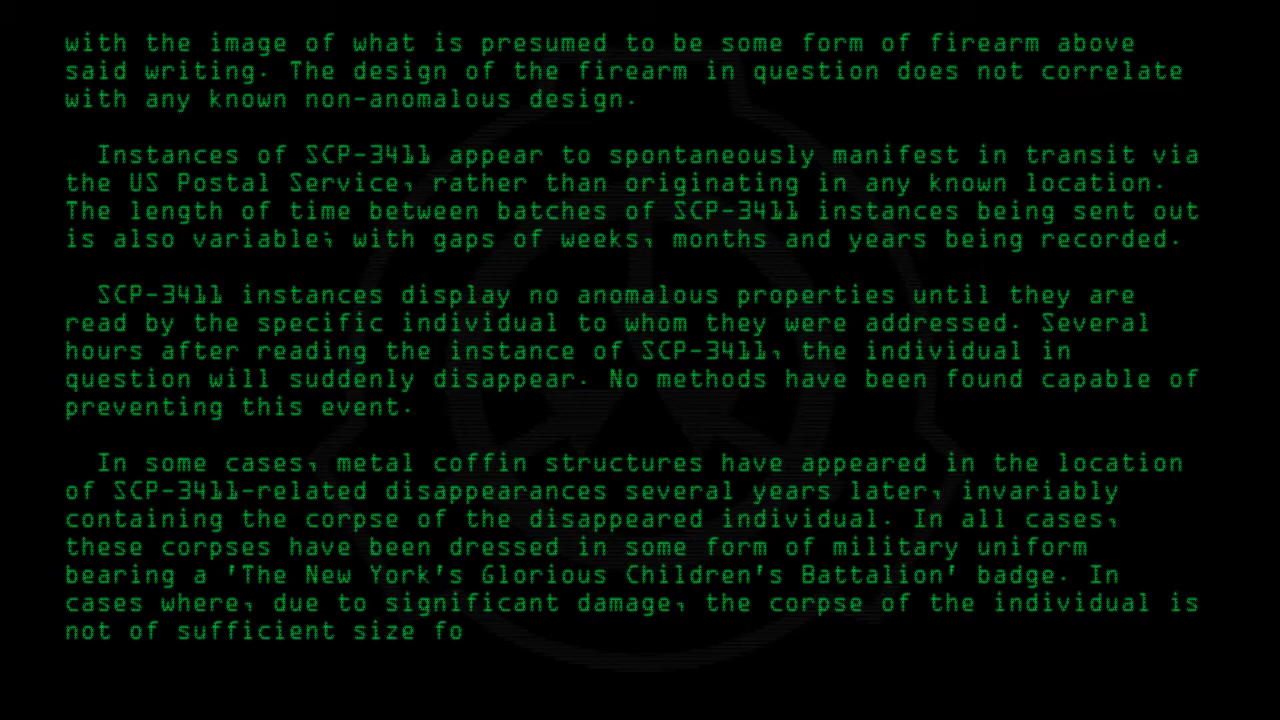 with the image of what is presumed to be some form of firearm above
said writing. The design of the firearm in question does not correlate
with any known non-anomalous design.
Instances of SCP-3411 appear to spontaneously manifest in transit via
the US Postal Service, rather than originating in any known location.
The length of time between batches of SCP-3411 instances being sent out
is also variable; with gaps of weeks, months and years being recorded.
SCP-3411 instances display no anomalous properties until they are
read by the specific individual to whom they were addressed. Several
hours after reading the instance of SCP-3411, the individual in
question will suddenly disappear. No methods have been found capable of
preventing this event.
In some cases, metal coffin structures have appeared in the location
of SCP-3411-related disappearances several years later, invariably
containing the corpse of the disappeared individual. In all cases,
these corpses have been dressed in some form of military uniform
bearing a 'The New York's Glorious Children's Battalion' badge. In
cases where, due to significant damage, the corpse of the individual is
not of sufficient size fo